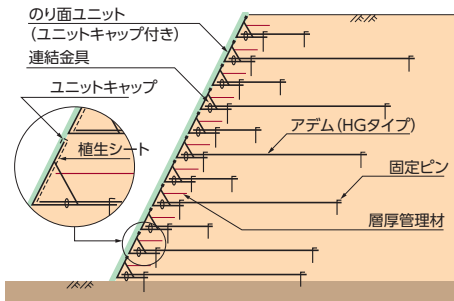 のり面ユニット
(ユニットキャップ付き)
連結金具
ユニットキャップ
植生シート
アデム(HGタイプ)
固定ピン
層厚管理材